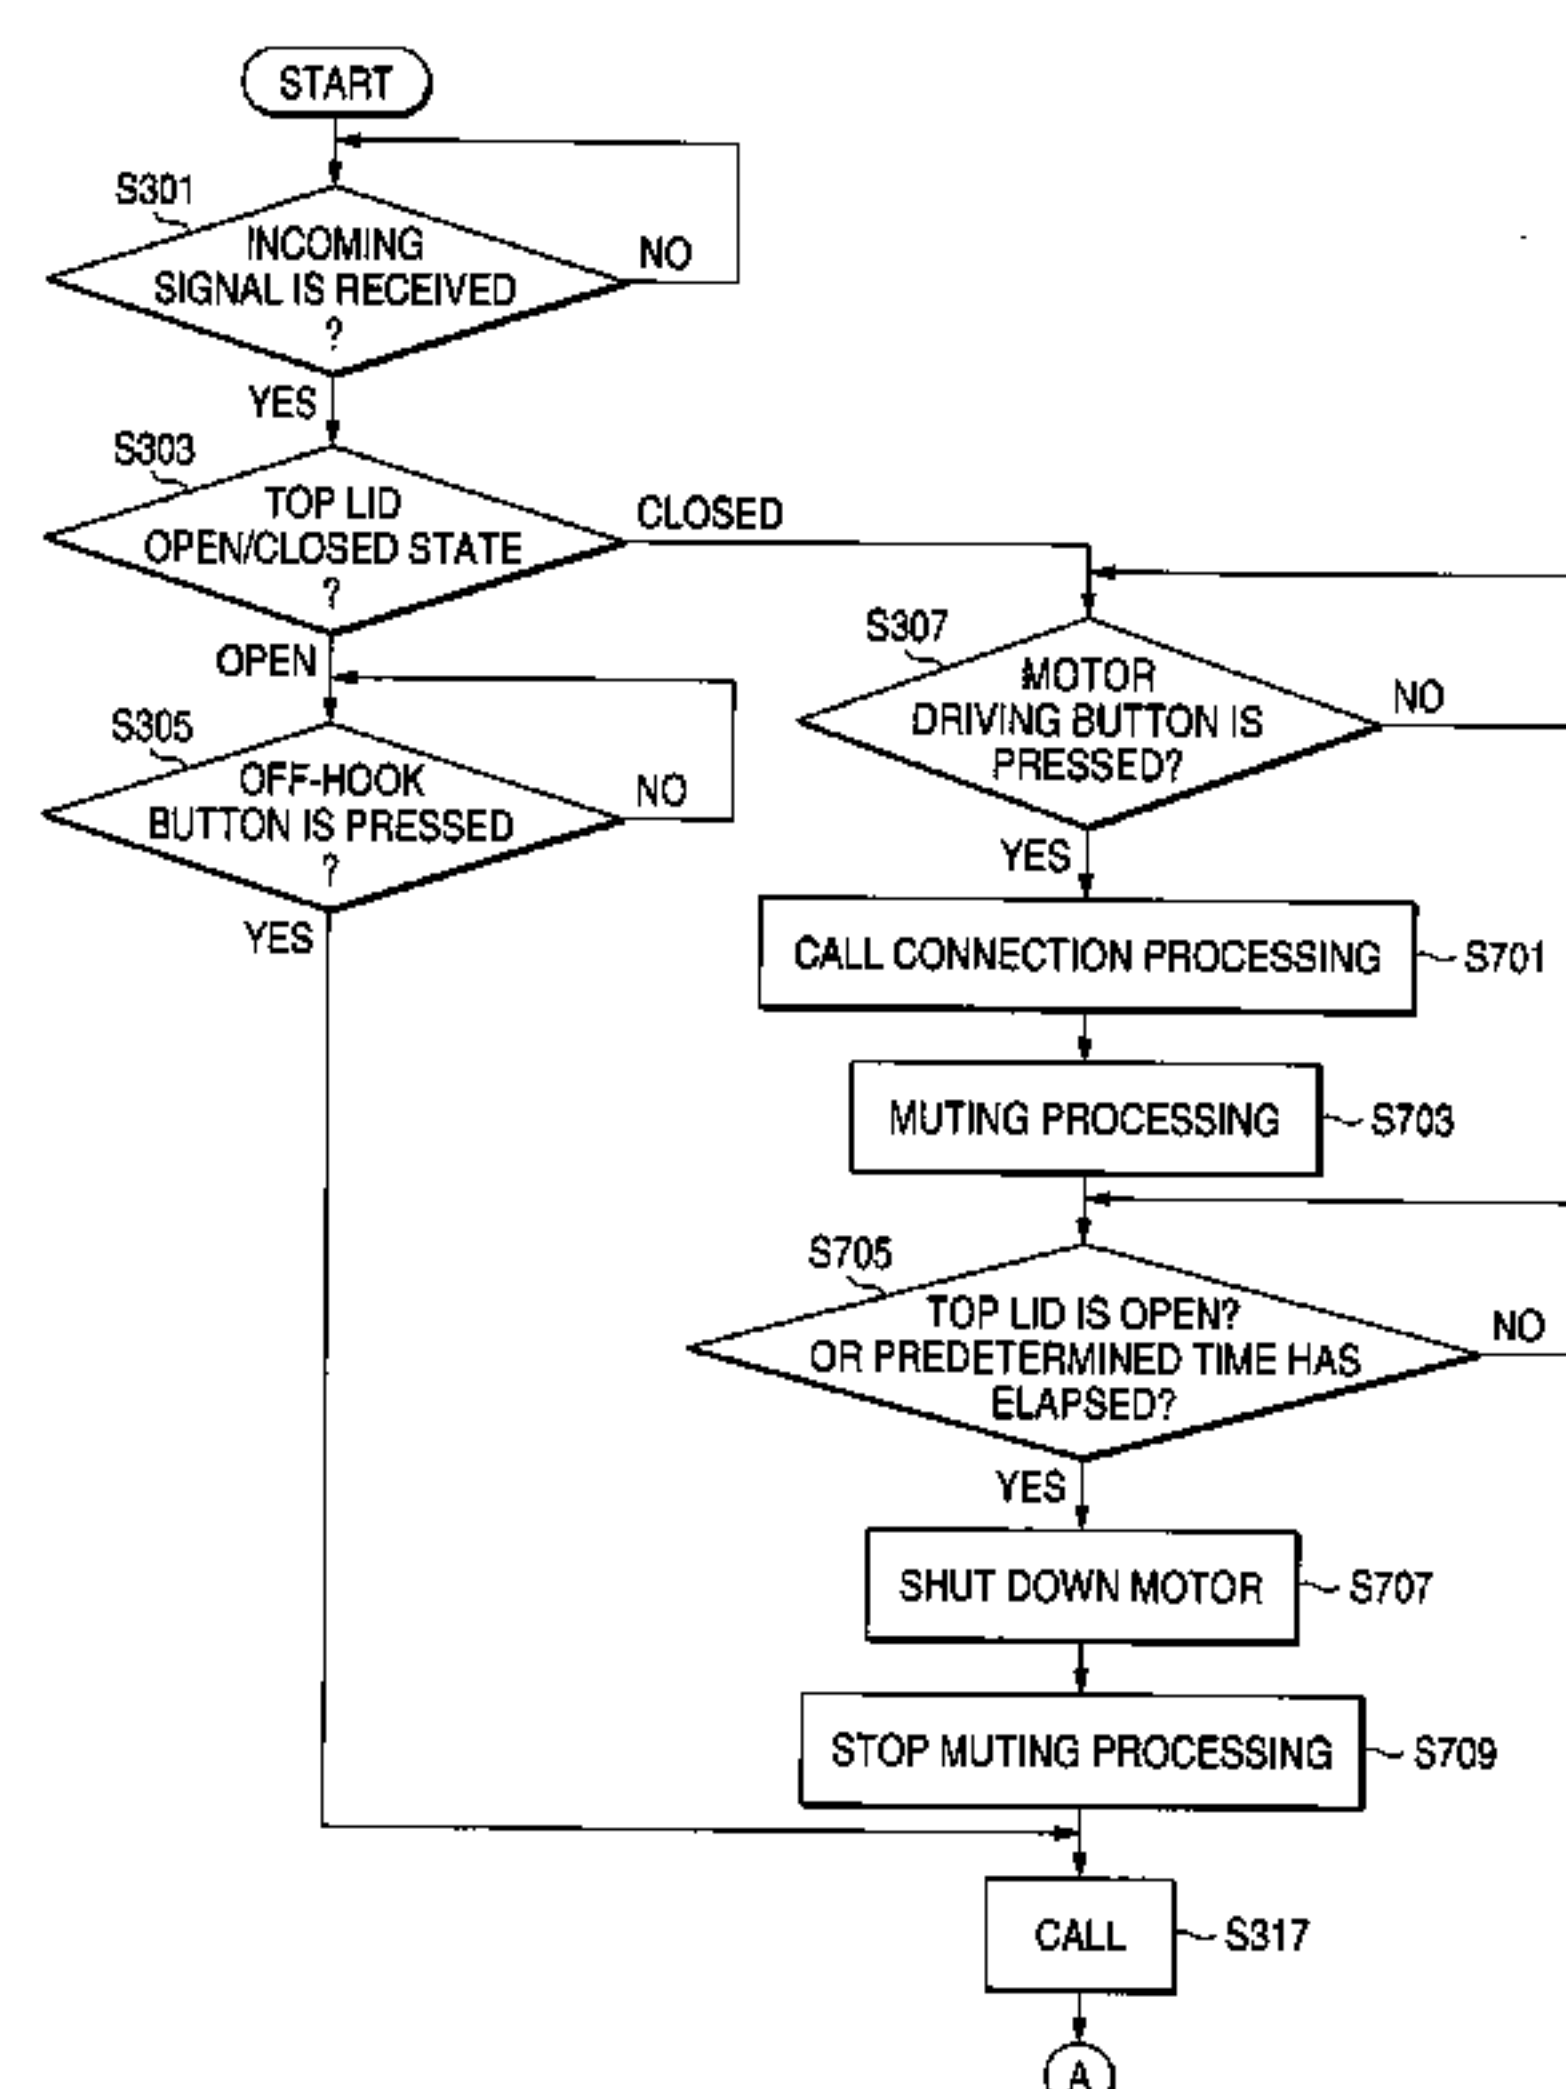 START
S301
INCOMING
SIGNAL IS RECEIVED
?
NO
YES
S303
TOP LID
OPEN/CLOSED STATE
?
CLOSED
OPEN
S305
OFF-HOOK
BUTTON IS PRESSED
?
NO
YES
S307
MOTOR
DRIVING BUTTON IS
PRESSED?
NO
YES
CALL CONNECTION PROCESSING
S701
MUTING PROCESSING
S703
S705
TOP LID IS OPEN?
OR PREDETERMINED TIME HAS
ELAPSED?
NO
YES
SHUT DOWN MOTOR
S707
STOP MUTING PROCESSING
S709
CALL
S317
A